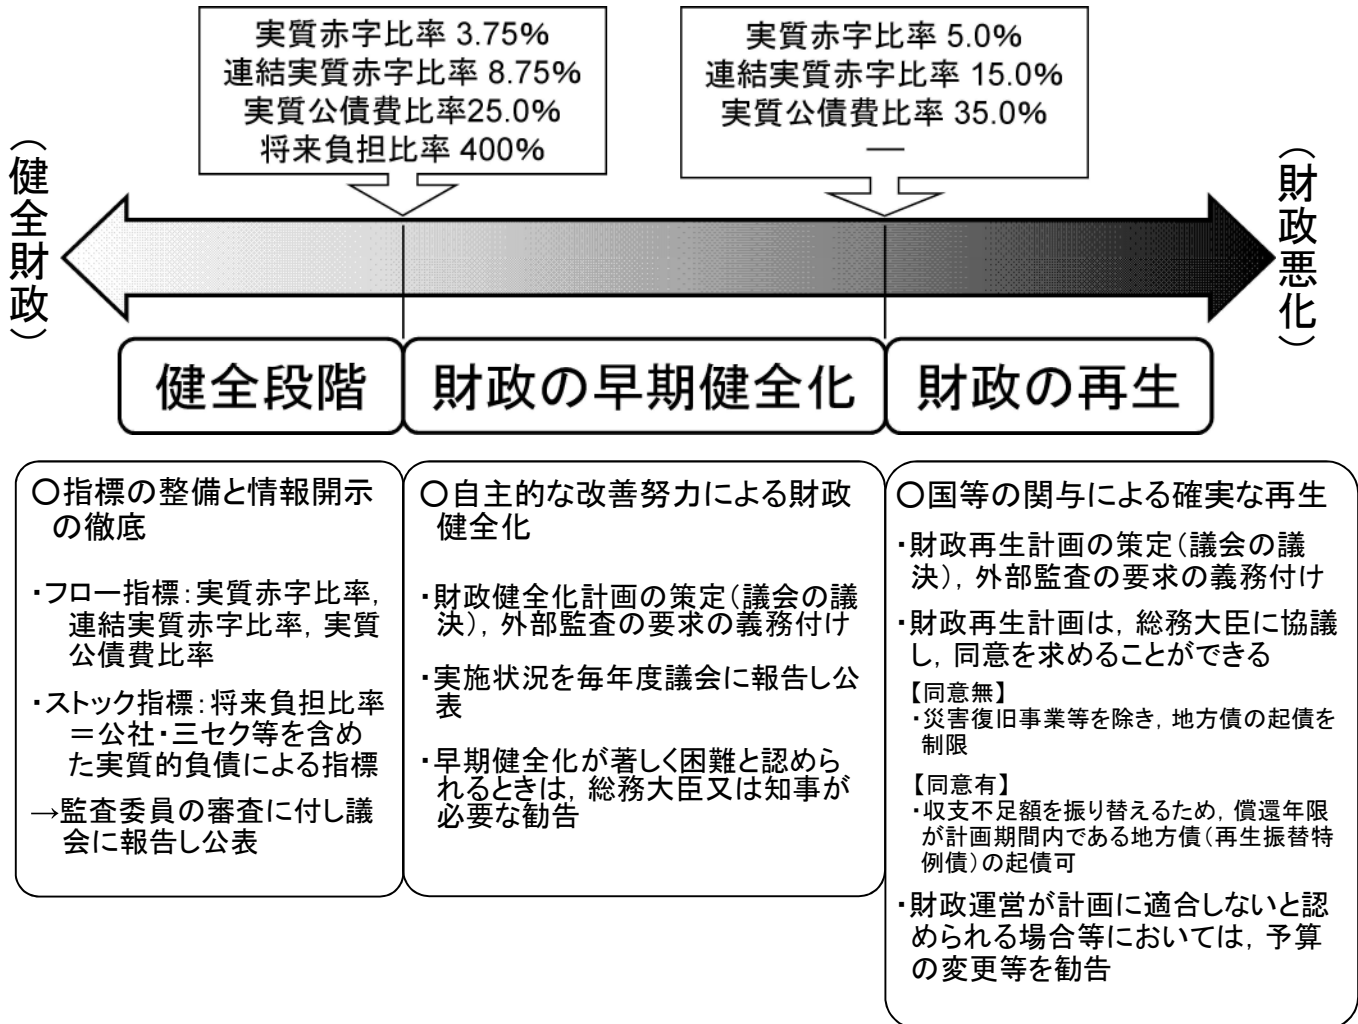 実質赤字比率 3.75%
連結実質赤字比率 8.75%
実質公債費比率25.0%
将来負担比率 400%
実質赤字比率 5.0%
連結実質赤字比率 15.0%
実質公債費比率 35.0%
—
（健全財政）
（財政悪化）
健全段階
財政の早期健全化
財政の再生
○指標の整備と情報開示
の徹底
・フロー指標：実質赤字比率，
連結実質赤字比率，実質
公債費比率
・ストック指標：将来負担比率
＝公社・三セク等を含め
た実質的負債による指標
→監査委員の審査に付し議
会に報告し公表
○自主的な改善努力による財政
健全化
・財政健全化計画の策定（議会の議
決），外部監査の要求の義務付け
・実施状況を毎年度議会に報告し公
表
・早期健全化が著しく困難と認めら
れるときは，総務大臣又は知事が
必要な勧告
○国等の関与による確実な再生
・財政再生計画の策定（議会の議
決），外部監査の要求の義務付け
・財政再生計画は，総務大臣に協議
し，同意を求めることができる
【同意無】
・災害復旧事業等を除き，地方債の起債を
制限
【同意有】
・収支不足額を振り替えるため，償還年限
が計画期間内である地方債（再生振替特
例債）の起債可
・財政運営が計画に適合しないと認
められる場合等においては，予算
の変更等を勧告